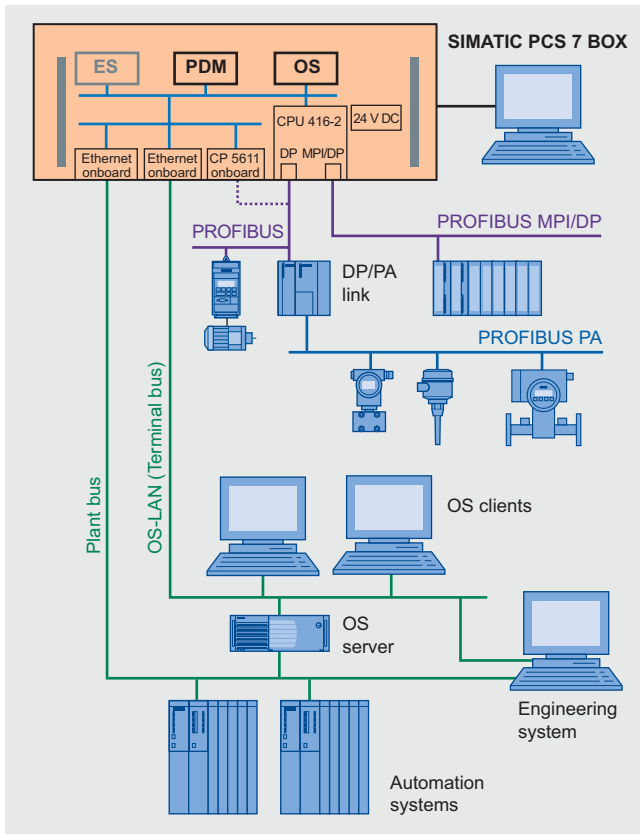 SIMATIC PCS 7 BOX
ES
PDM
OS
CPU 416-2
24 V DC
DP MPI/DP
Ethernet
onboard
Ethernet
onboard
CP 5611
onboard
PROFIBUS
PROFIBUS MPI/DP
DP/PA
link
PROFIBUS PA
Plant bus
OS-LAN (Terminal bus)
OS clients
OS
server
Engineering
system
Automation
systems